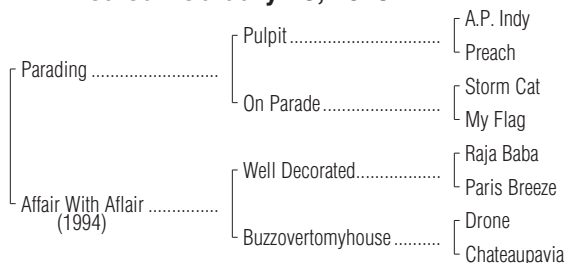 Pulpit
A.P. Indy
Preach
Parading
On Parade
Storm Cat
My Flag
Well Decorated
Raja Baba
Paris Breeze
Affair With Aflair
(1994)
Buzzovertomyhouse
Drone
Chateaupavia